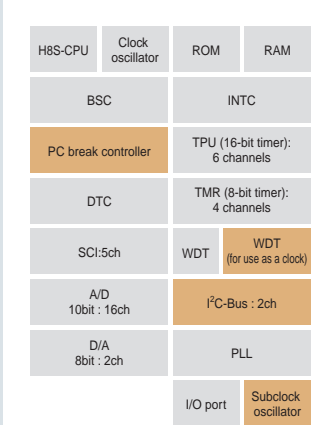 H8S-CPU
Clock
oscillator
ROM
RAM
BSC
INTC
PC break controller
TPU (16-bit timer):
6 channels
DTC
TMR (8-bit timer):
4 channels
SCI:5ch
WDT
WDT
(for use as a clock)
A/D
10bit : 16ch
I²C-Bus : 2ch
D/A
8bit : 2ch
PLL
I/O port
Subclock
oscillator